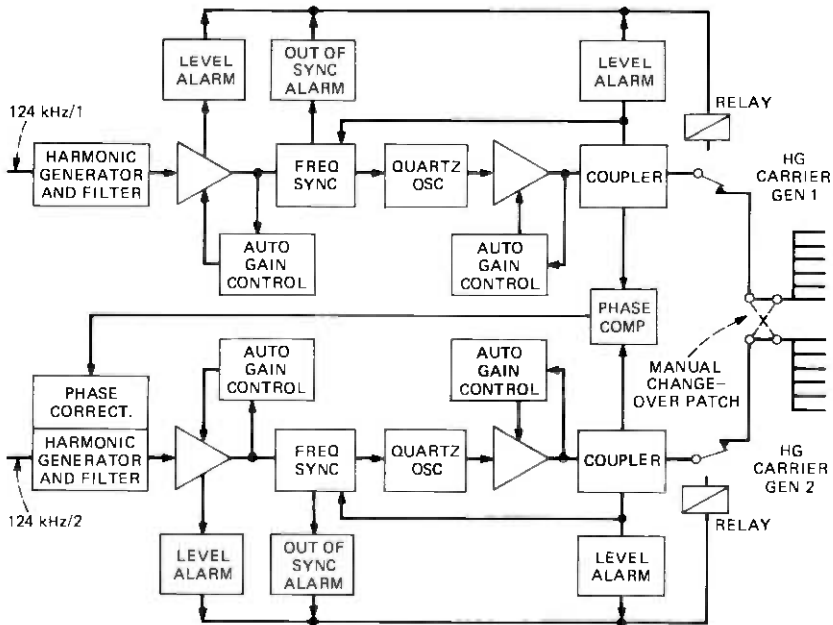 LEVEL
ALARM
OUT OF
SYNC
ALARM
LEVEL
ALARM
124 kHz/1
RELAY
HARMONIC
GENERATOR
AND FILTER
FREQ
SYNC
QUARTZ
OSC
COUPLER
HG
CARRIER
GEN 1
AUTO
GAIN
CONTROL
AUTO
GAIN
CONTROL
PHASE
COMP
AUTO
GAIN
CONTROL
AUTO
GAIN
CONTROL
MANUAL
CHANGE–
OVER PATCH
PHASE
CORRECT.
HARMONIC
GENERATOR
AND FILTER
FREQ
SYNC
QUARTZ
OSC
COUPLER
HG
CARRIER
GEN 2
124 kHz/2
RELAY
LEVEL
ALARM
OUT OF
SYNC
ALARM
LEVEL
ALARM